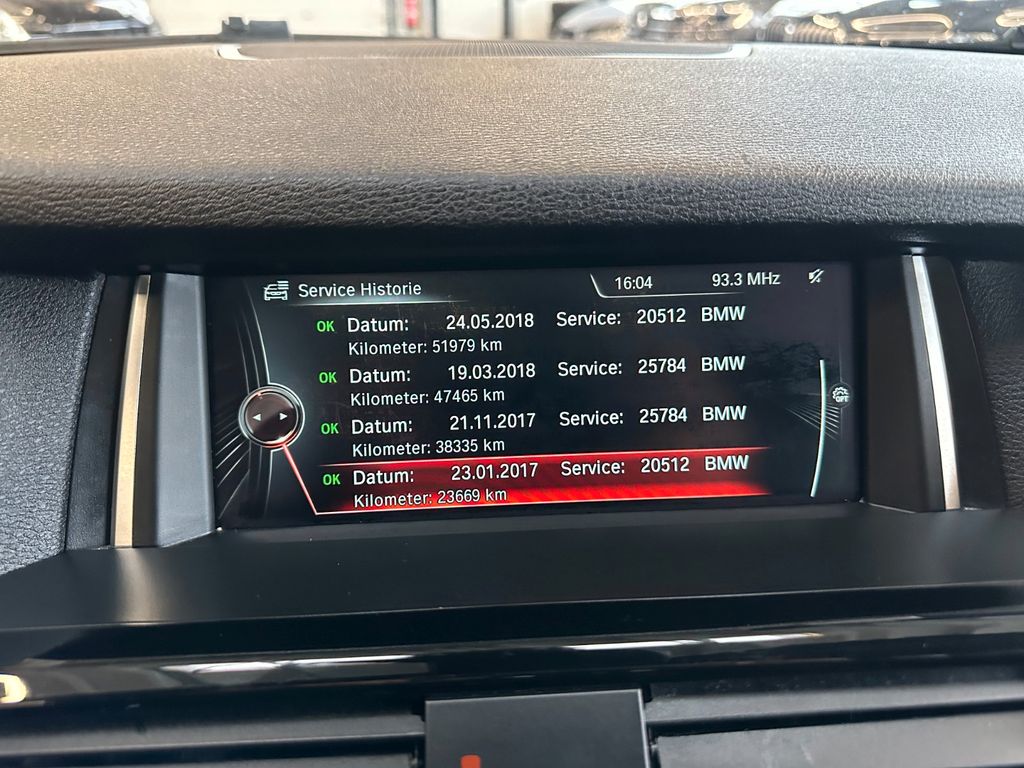 Service Historie 16:04 93.3 MHz
OK Datum: 24.05.2018 Service: 20512 BMW
Kilometer: 51979 km
OK Datum: 19.03.2018 Service: 25784 BMW
Kilometer: 47465 km
OPT
OK Datum: 21.11.2017 Service: 25784 BMW
Kilometer: 38335 km
OK Datum: 23.01.2017 Service: 20512 BMW
Kilometer: 23669 km